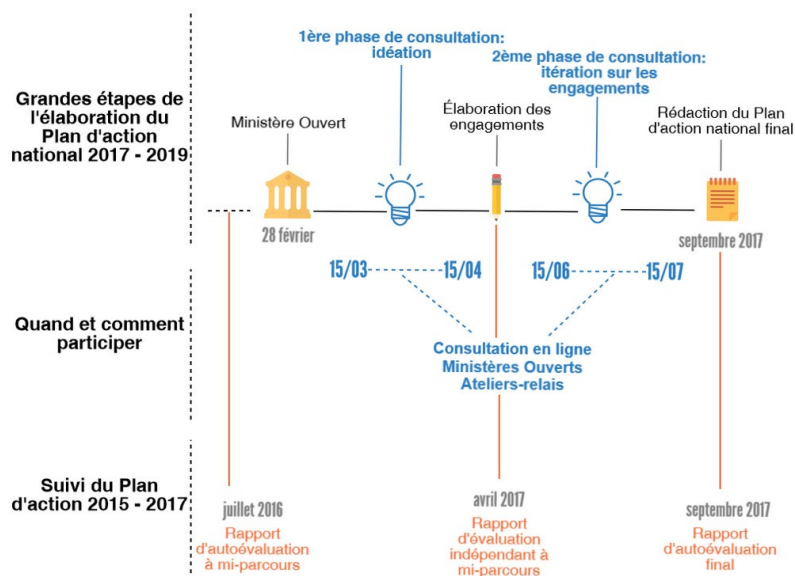 1ère phase de consultation:
idéation
2ème phase de consultation:
itération sur les
engagements
Grandes étapes de
l'élaboration du
Plan d'action
national 2017 - 2019
Ministère Ouvert
Élaboration des
engagements
Rédaction du Plan
d'action national final
28 février
septembre 2017
15/03
15/04
15/06
15/07
Quand et comment
participer
Consultation en ligne
Ministères Ouverts
Ateliers-relais
Suivi du Plan
d'action 2015 - 2017
juillet 2016
Rapport
d'autoévaluation
à mi-parcours
avril 2017
Rapport
d'évaluation
indépendant à
mi-parcours
septembre 2017
Rapport
d'autoévaluation
final